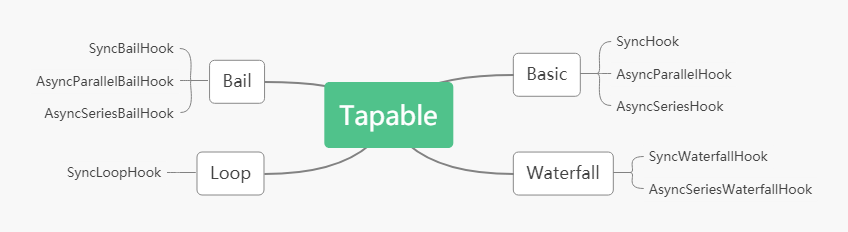 Tapable
Bail
SyncBailHook
AsyncParallelBailHook
AsyncSeriesBailHook
Loop
SyncLoopHook
Basic
SyncHook
AsyncParallelHook
AsyncSeriesHook
Waterfall
SyncWaterfallHook
AsyncSeriesWaterfallHook